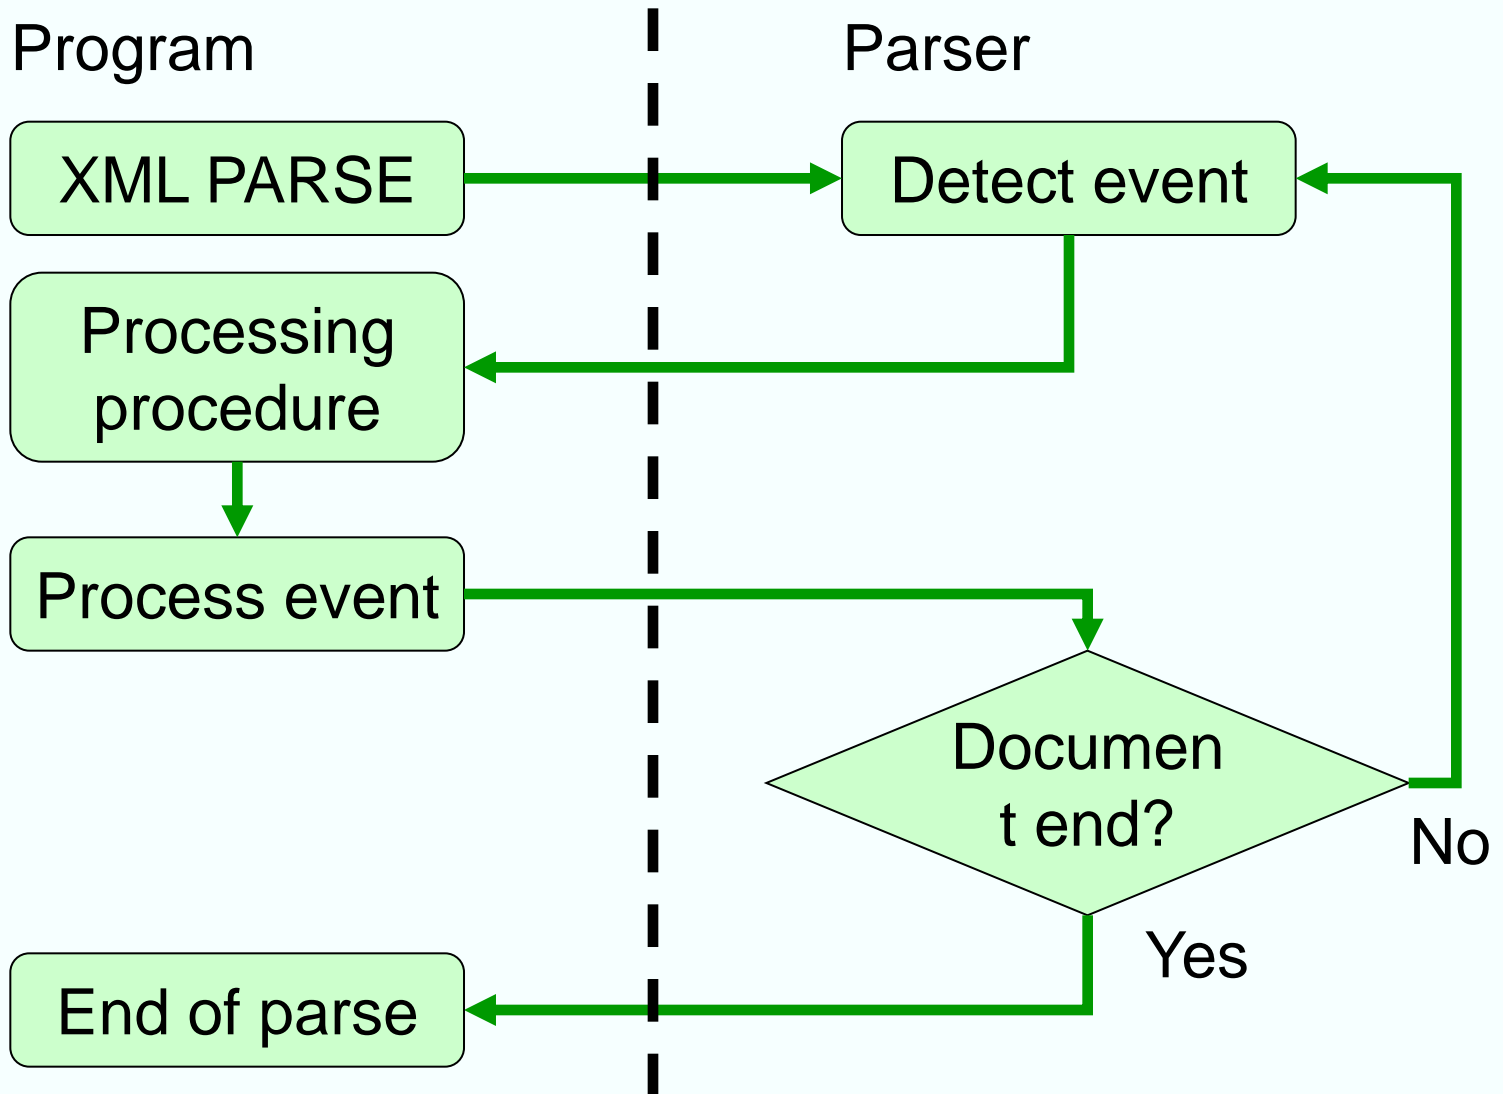 Program
Parser
XML PARSE
Detect event
Processing
procedure
Process event
Documen
t end?
No
Yes
End of parse